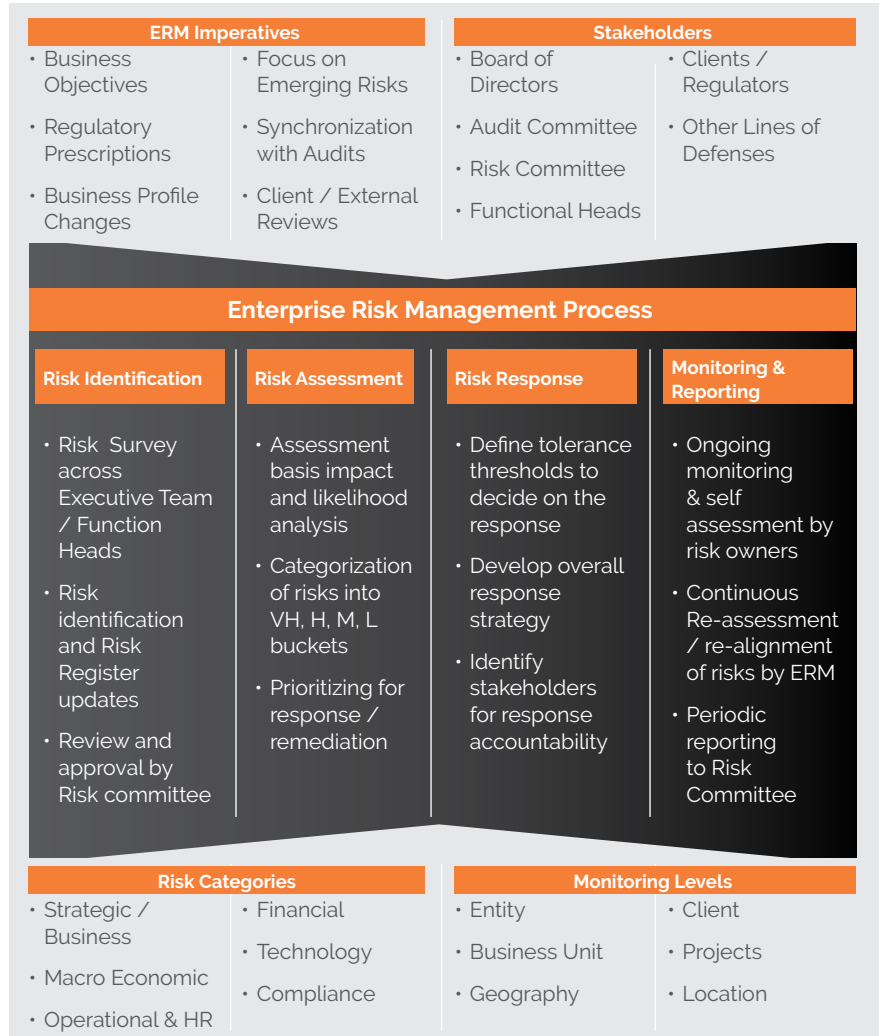 ERM Imperatives
• Business
Objectives
• Regulatory
Prescriptions
• Business Profile
Changes
• Focus on
Emerging Risks
• Synchronization
with Audits
• Client / External
Reviews
Stakeholders
• Board of
Directors
• Audit Committee
• Risk Committee
• Functional Heads
• Clients /
Regulators
• Other Lines of
Defenses
Enterprise Risk Management Process
Risk Identification
• Risk Survey
across
Executive Team
/ Function
Heads
• Risk
identification
and Risk
Register
updates
• Review and
approval by
Risk committee
Risk Assessment
• Assessment
basis impact
and likelihood
analysis
• Categorization
of risks into
VH, H, M, L
buckets
• Prioritizing for
response /
remediation
Risk Response
• Define tolerance
thresholds to
decide on the
response
• Develop overall
response
strategy
• Identify
stakeholders
for response
accountability
Monitoring &
Reporting
• Ongoing
monitoring
& self
assessment by
risk owners
• Continuous
Re-assessment
/ re-alignment
of risks by ERM
• Periodic
reporting
to Risk
Committee
Risk Categories
• Strategic /
Business
• Macro Economic
• Operational & HR
• Financial
• Technology
• Compliance
Monitoring Levels
• Entity
• Business Unit
• Geography
• Client
• Projects
• Location